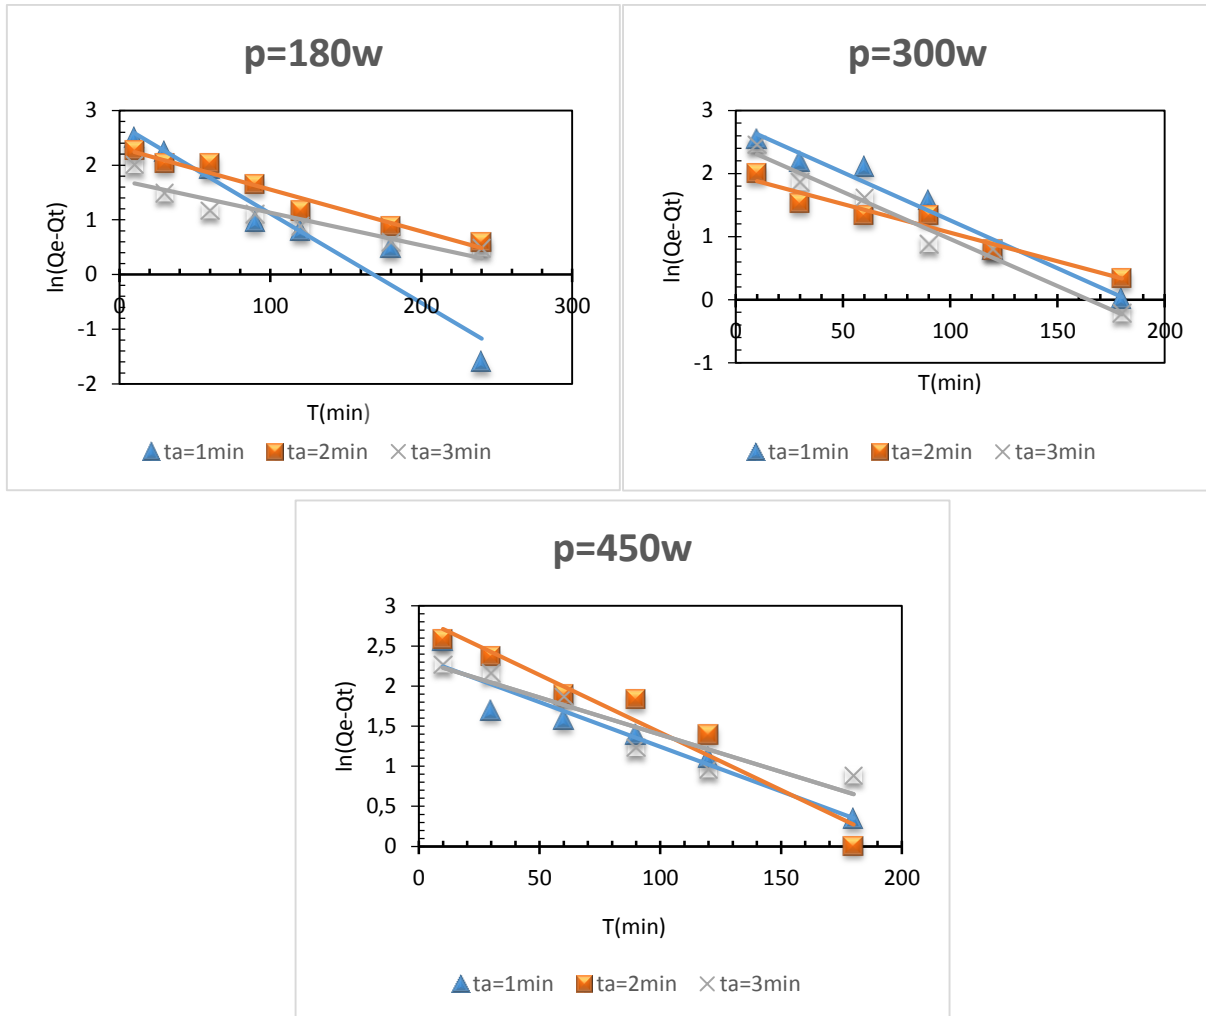 p=180w
3
2
1
0
-1
-2
0
100
200
300
ln(Qe-Qt)
T(min)
ta=1min ta=2min ta=3min
p=300w
3
2
1
0
-1
0
50
100
150
200
ln(Qe-Qt)
T(min)
ta=1min ta=2min ta=3min
p=450w
3
2,5
2
1,5
1
0,5
0
0
50
100
150
200
ln(Qe-Qt)
T(min)
ta=1min ta=2min ta=3min